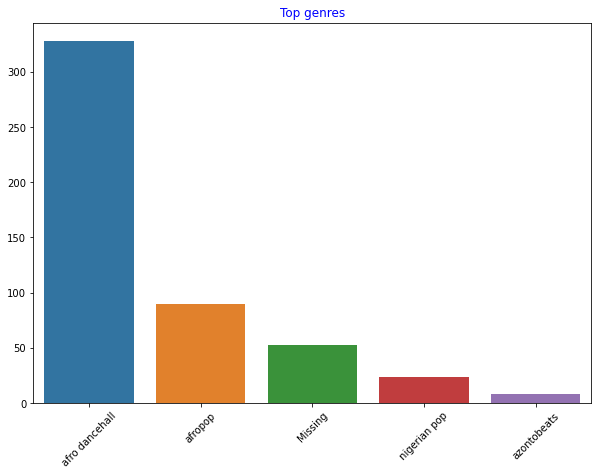 Top genres
300
250
200
150
100
50
0
afro dancehall
afropop
Missing
nigerian pop
azontobeats